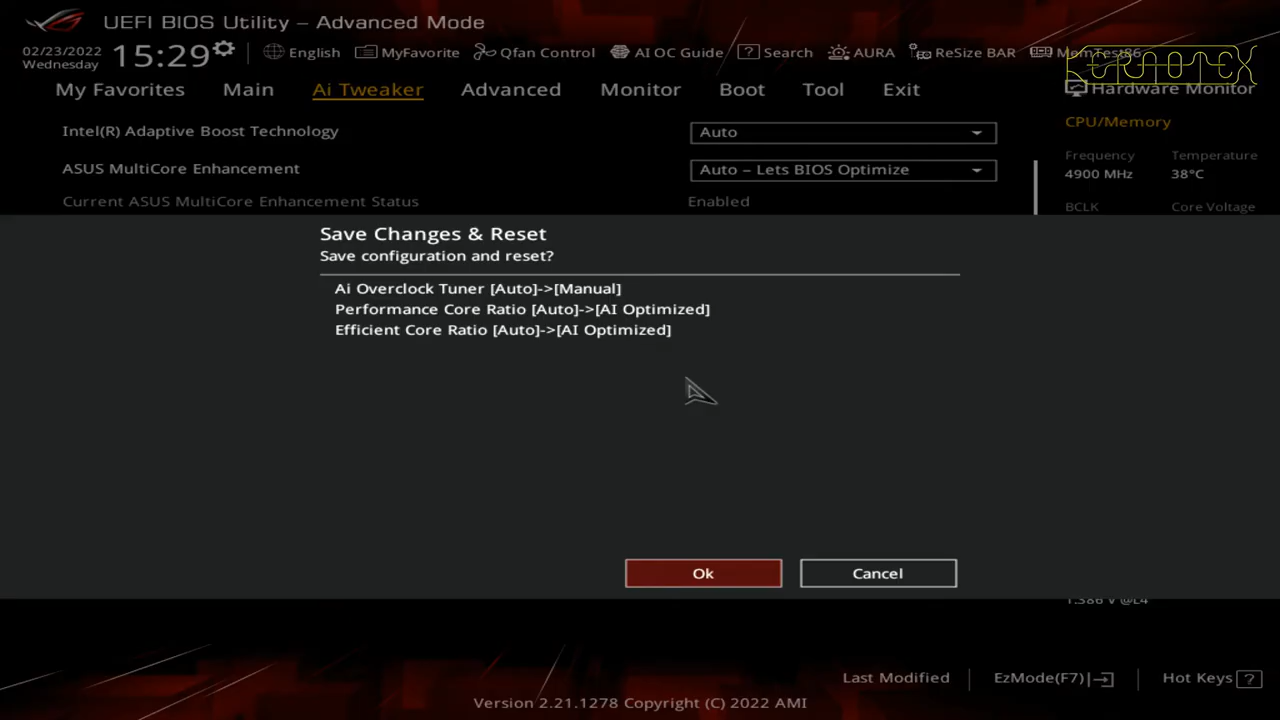 UEFI BIOS Utility – Advanced Mode
02/23/2022
Wednesday
15:29
English
MyFavorite
Qfan Control
AI OC Guide
? Search
AURA
ReSize BAR
MemTest86
KERNOTEX
My Favorites
Main
Ai Tweaker
Advanced
Monitor
Boot
Tool
Exit
Hardware Monitor
Intel(R) Adaptive Boost Technology
Auto
CPU/Memory
ASUS MultiCore Enhancement
Auto – Lets BIOS Optimize
Frequency
Temperature
4900 MHz
38°C
Current ASUS MultiCore Enhancement Status
Enabled
BCLK
Core Voltage
Save Changes & Reset
Save configuration and reset?
Ai Overclock Tuner [Auto]->[Manual]
Performance Core Ratio [Auto]->[AI Optimized]
Efficient Core Ratio [Auto]->[AI Optimized]
Ok
Cancel
1.386 V @L4
Last Modified
EzMode(F7)
Hot Keys ?
Version 2.21.1278 Copyright (C) 2022 AMI